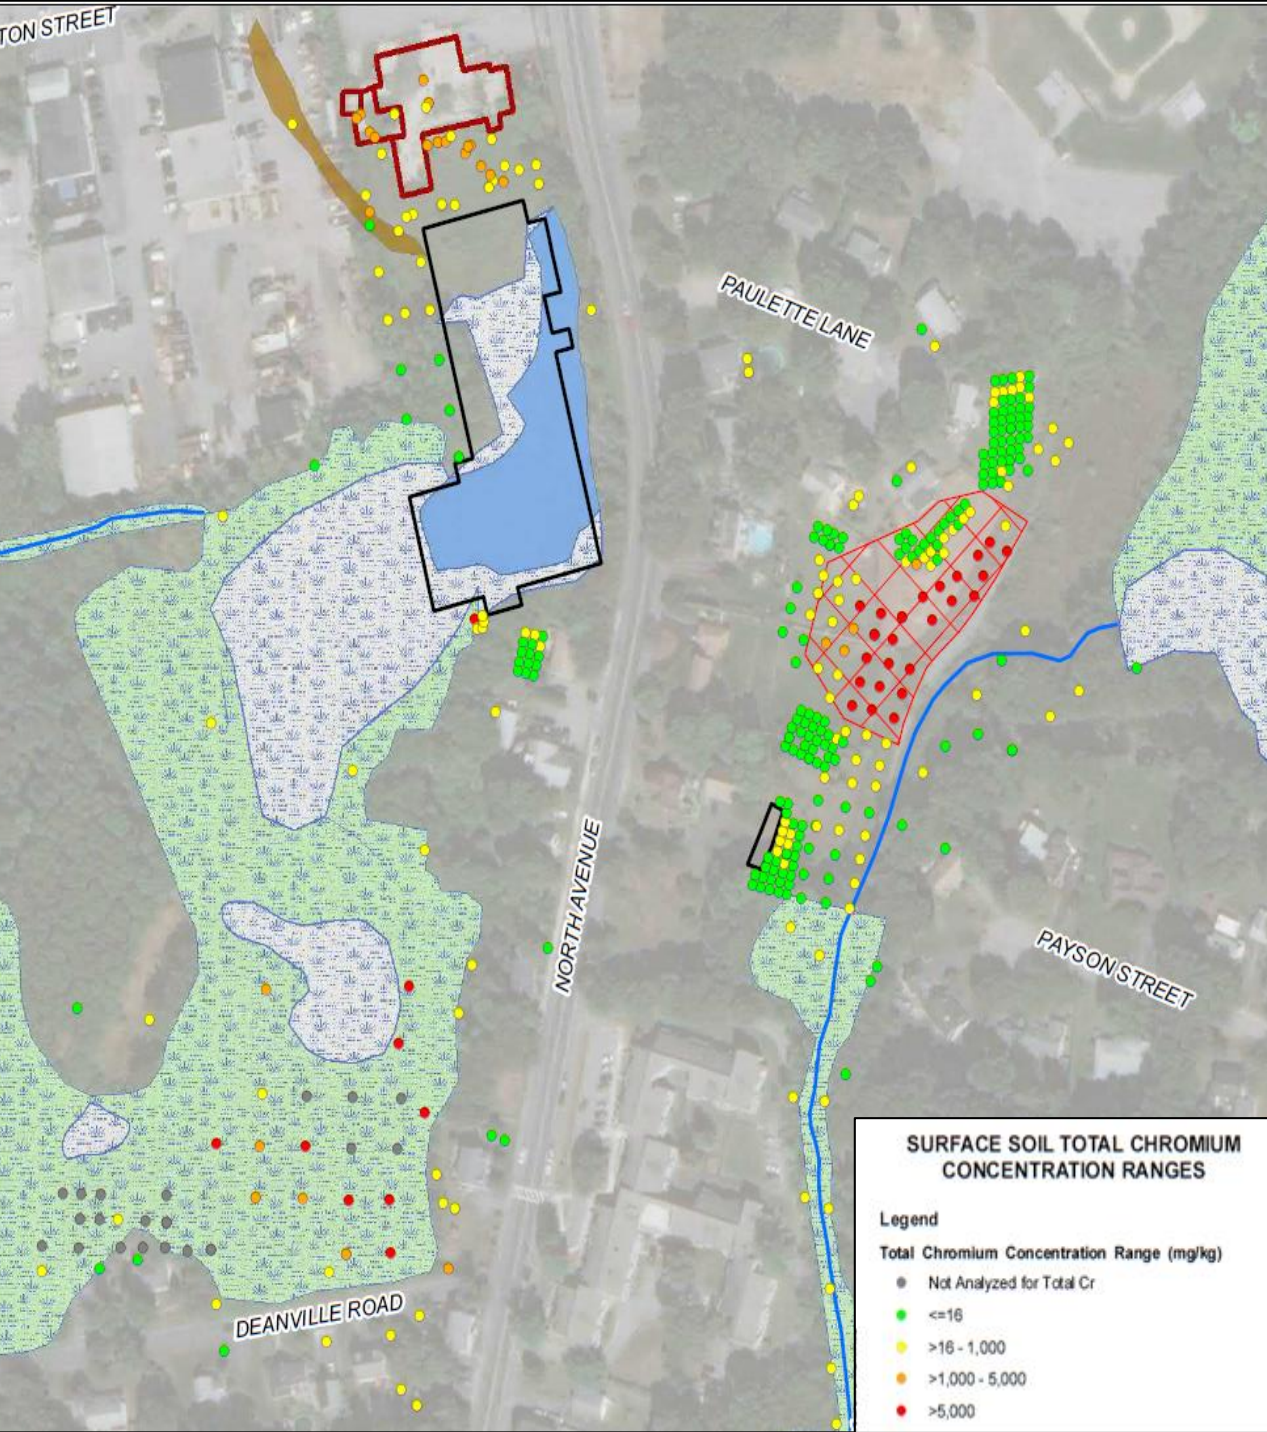 TON STREET
PAULETTE LANE
NORTH AVENUE
PAYSON STREET
DEANVILLE ROAD
SURFACE SOIL TOTAL CHROMIUM
CONCENTRATION RANGES
Legend
Total Chromium Concentration Range (mg/kg)
Not Analyzed for Total Cr
<=16
>16 - 1,000
>1,000 - 5,000
>5,000